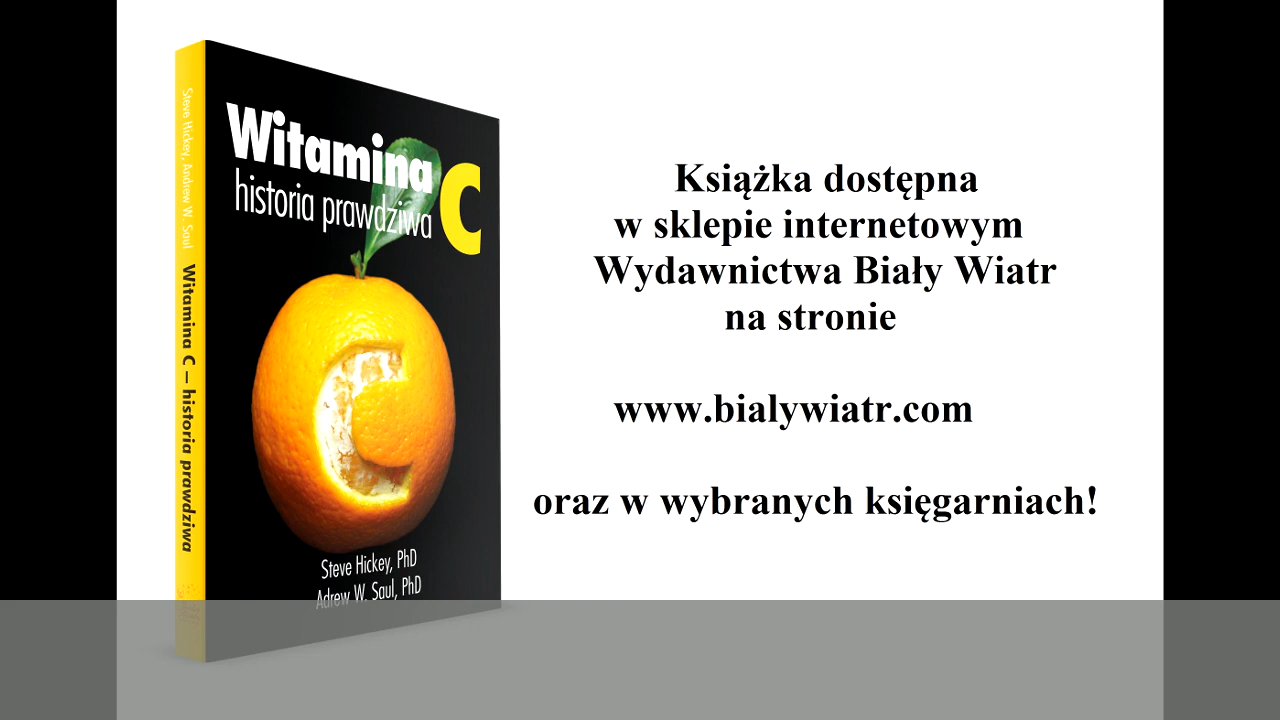 Steve Hickey, Andrew W. Saul Witamina C – historia prawdziwa
Witamina C
historia prawdziwa
Steve Hickey, PhD
Adrew W. Saul, PhD
Książka dostępna
w sklepie internetowym
Wydawnictwa Biały Wiatr
na stronie
www.bialywiatr.com
oraz w wybranych księgarniach!